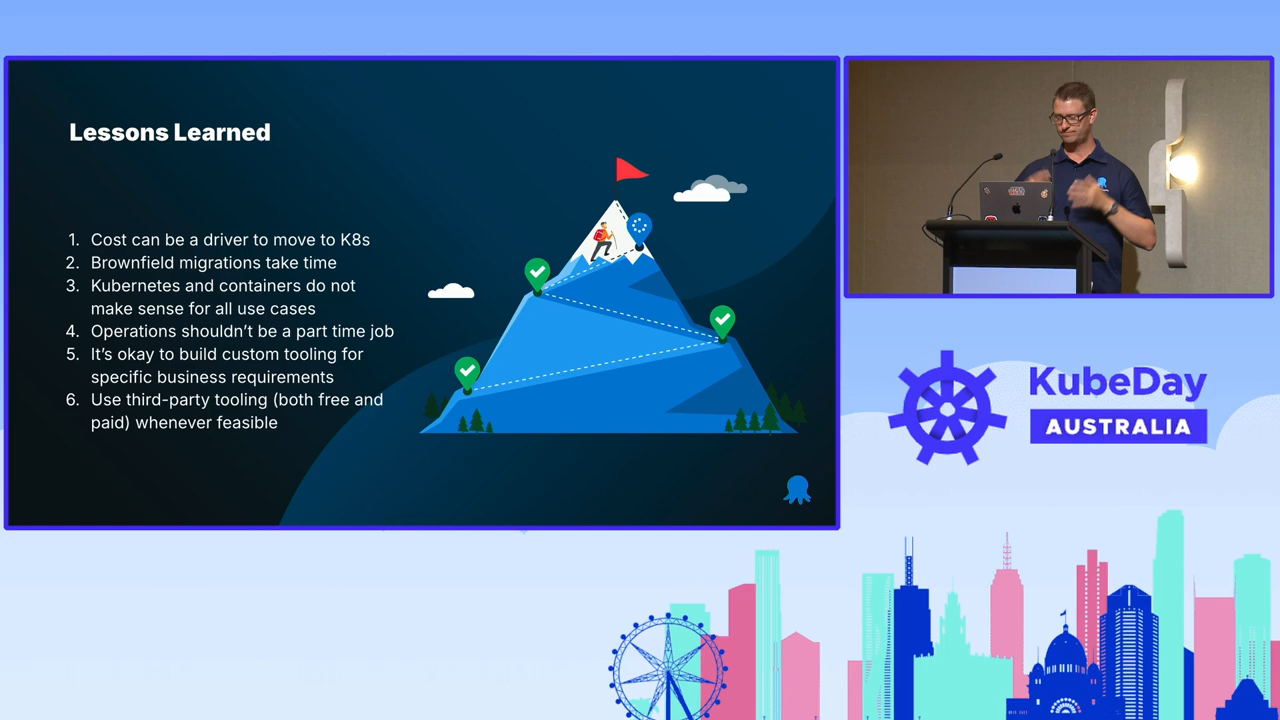 Lessons Learned
1. Cost can be a driver to move to K8s
2. Brownfield migrations take time
3. Kubernetes and containers do not
make sense for all use cases
4. Operations shouldn’t be a part time job
5. It’s okay to build custom tooling for
specific business requirements
6. Use third-party tooling (both free and
paid) whenever feasible
KubeDay
AUSTRALIA